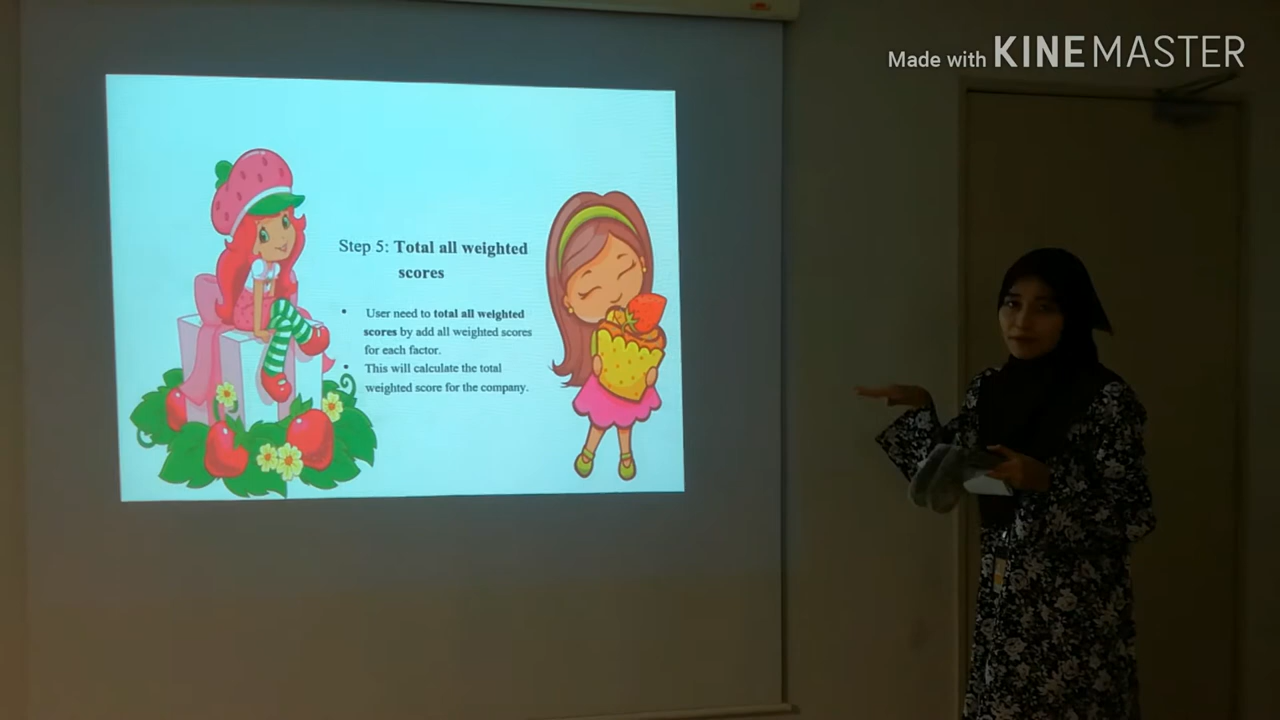 Made with KINEMASTER
Step 5: Total all weighted
scores
• User need to total all weighted
scores by add all weighted scores
for each factor.
• This will calculate the total
weighted score for the company.